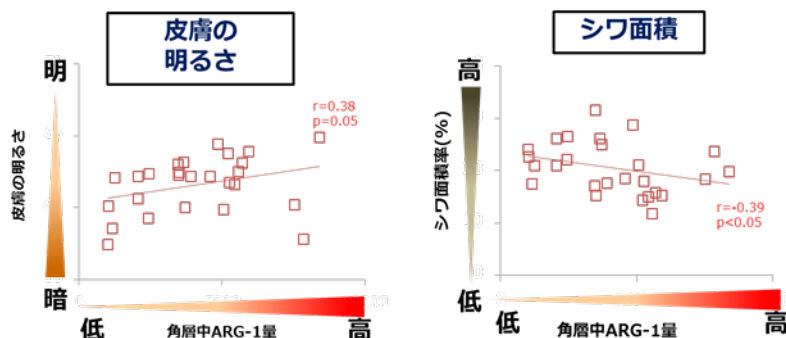 皮膚の
明るさ
明
皮膚の明るさ
r=0.38
p=0.05
暗
低
角層中ARG-1量
高
シワ面積
高
シワ面積率(%)
r=-0.39
p<0.05
低
低
角層中ARG-1量
高